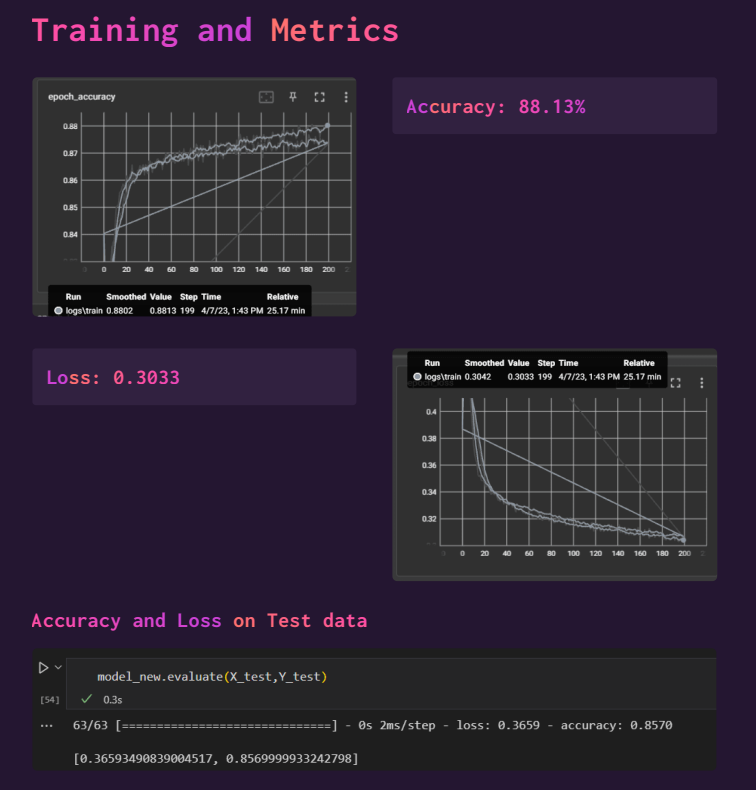 Training and Metrics
epoch_accuracy
0.88
0.87
0.86
0.85
0.84
0 20 40 60 80 100 120 140 160 180 200
Run Smoothed Value Step Time Relative
logs\train 0.8802 0.8813 199 4/7/23, 1:43 PM 25.17 min
Accuracy: 88.13%
Loss: 0.3033
Run Smoothed Value Step Time Relative
logs\train 0.3042 0.3033 199 4/7/23, 1:43 PM 25.17 min
0.4
0.38
0.36
0.34
0.32
0 20 40 60 80 100 120 140 160 180 200
Accuracy and Loss on Test data
model_new.evaluate(X_test,Y_test)
[54] 0.3s
63/63 [==============================] - 0s 2ms/step - loss: 0.3659 - accuracy: 0.8570
[0.36593490839004517, 0.8569999933242798]